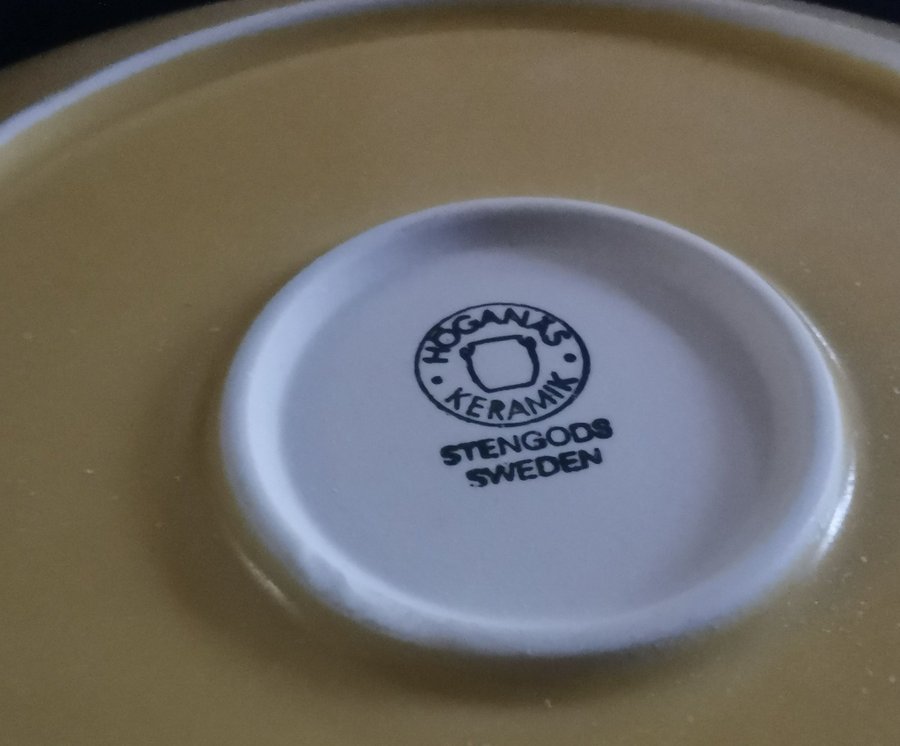 HÖGANÄS
KERAMIK
STENGODS
SWEDEN